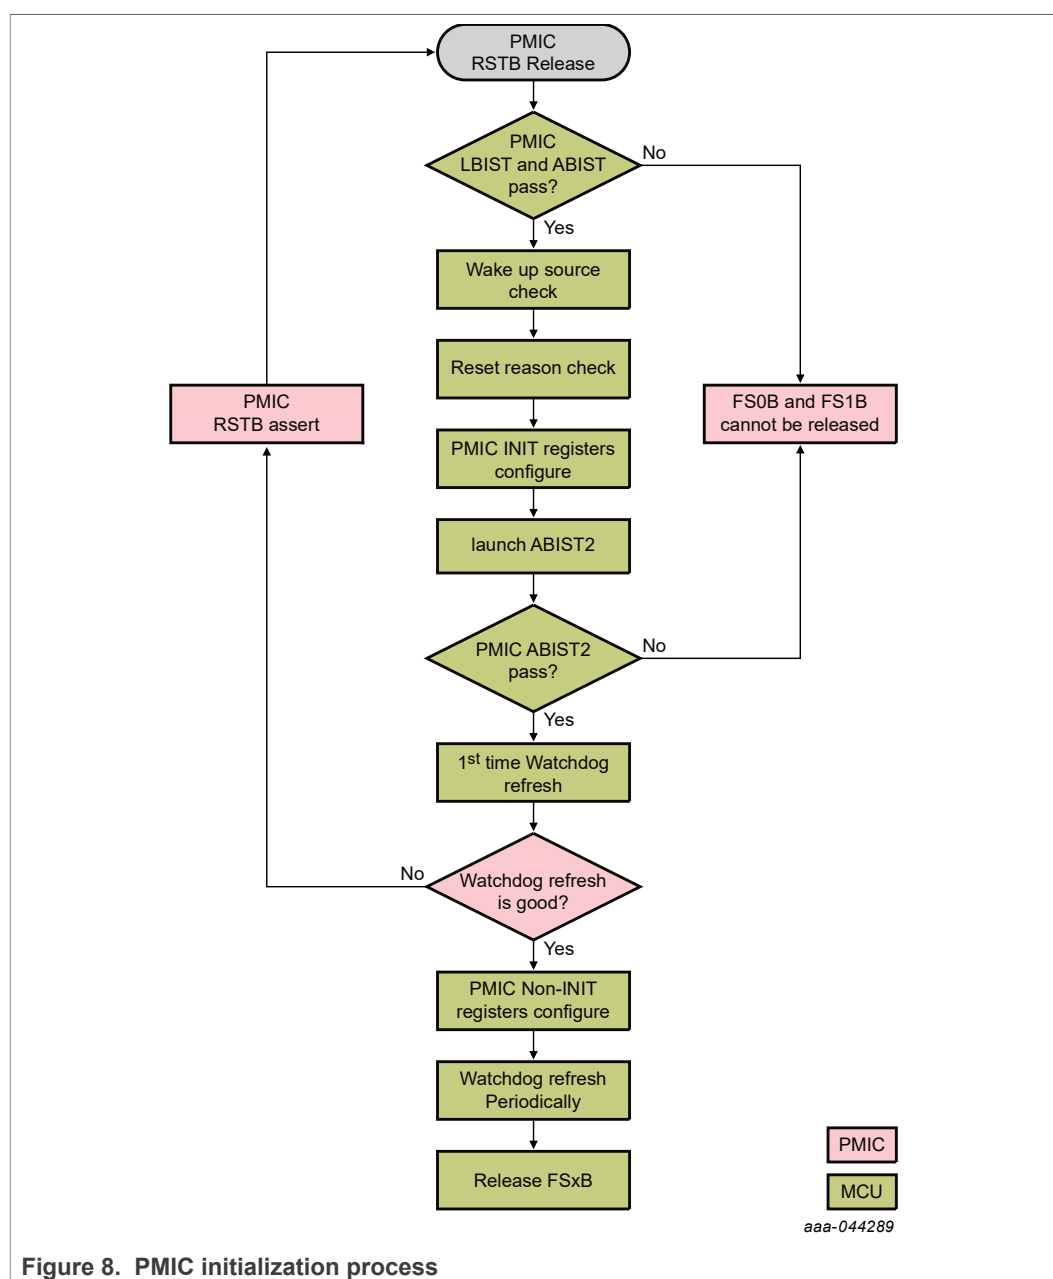 PMIC
RSTB Release
PMIC
LBIST and ABIST
pass?
No
Yes
Wake up source
check
Reset reason check
PMIC
RSTB assert
FS0B and FS1B
cannot be released
PMIC INIT registers
configure
launch ABIST2
PMIC ABIST2
pass?
No
Yes
1st time Watchdog
refresh
No
Watchdog refresh
is good?
Yes
PMIC Non-INIT
registers configure
Watchdog refresh
Periodically
PMIC
Release FSxB
MCU
aaa-044289
Figure 8. PMIC initialization process